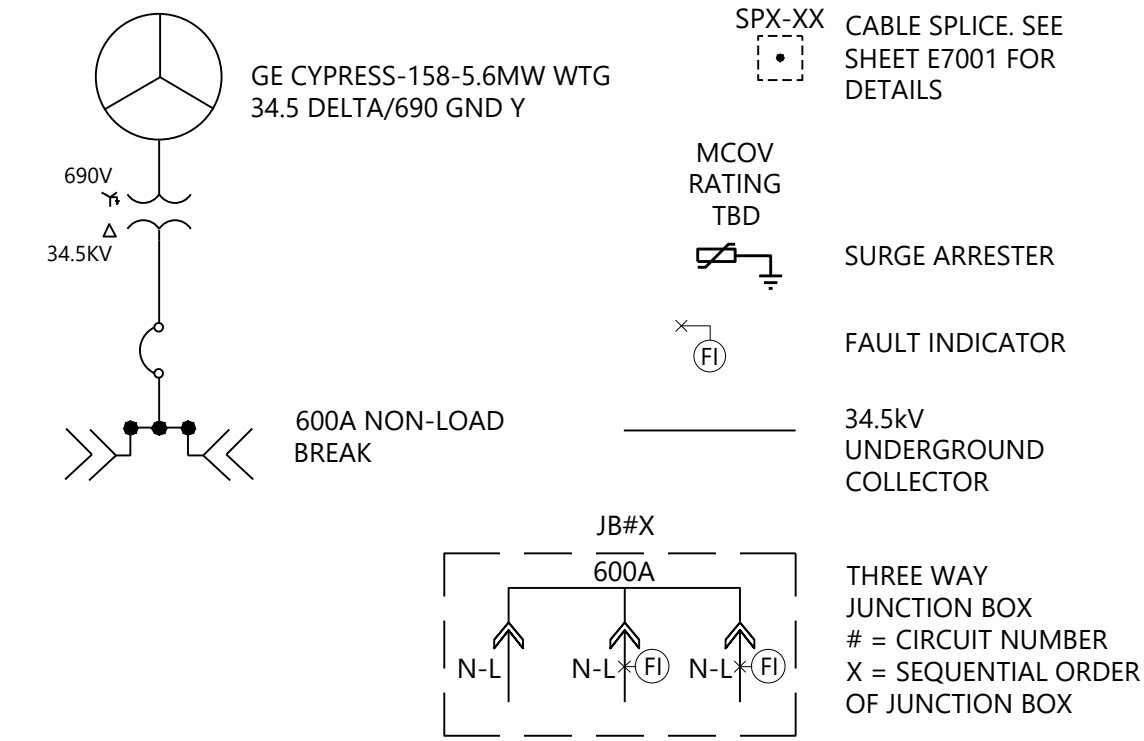 GE CYPRESS-158-5.6MW WTG
34.5 DELTA/690 GND Y
690V
34.5KV
600A NON-LOAD
BREAK
SPX-XX
CABLE SPLICE. SEE
SHEET E7001 FOR
DETAILS
MCOV
RATING
TBD
SURGE ARRESTER
FI
FAULT INDICATOR
34.5kV
UNDERGROUND
COLLECTOR
JB#X
600A
N-L
N-L
FI
N-L
FI
THREE WAY
JUNCTION BOX
# = CIRCUIT NUMBER
X = SEQUENTIAL ORDER
OF JUNCTION BOX